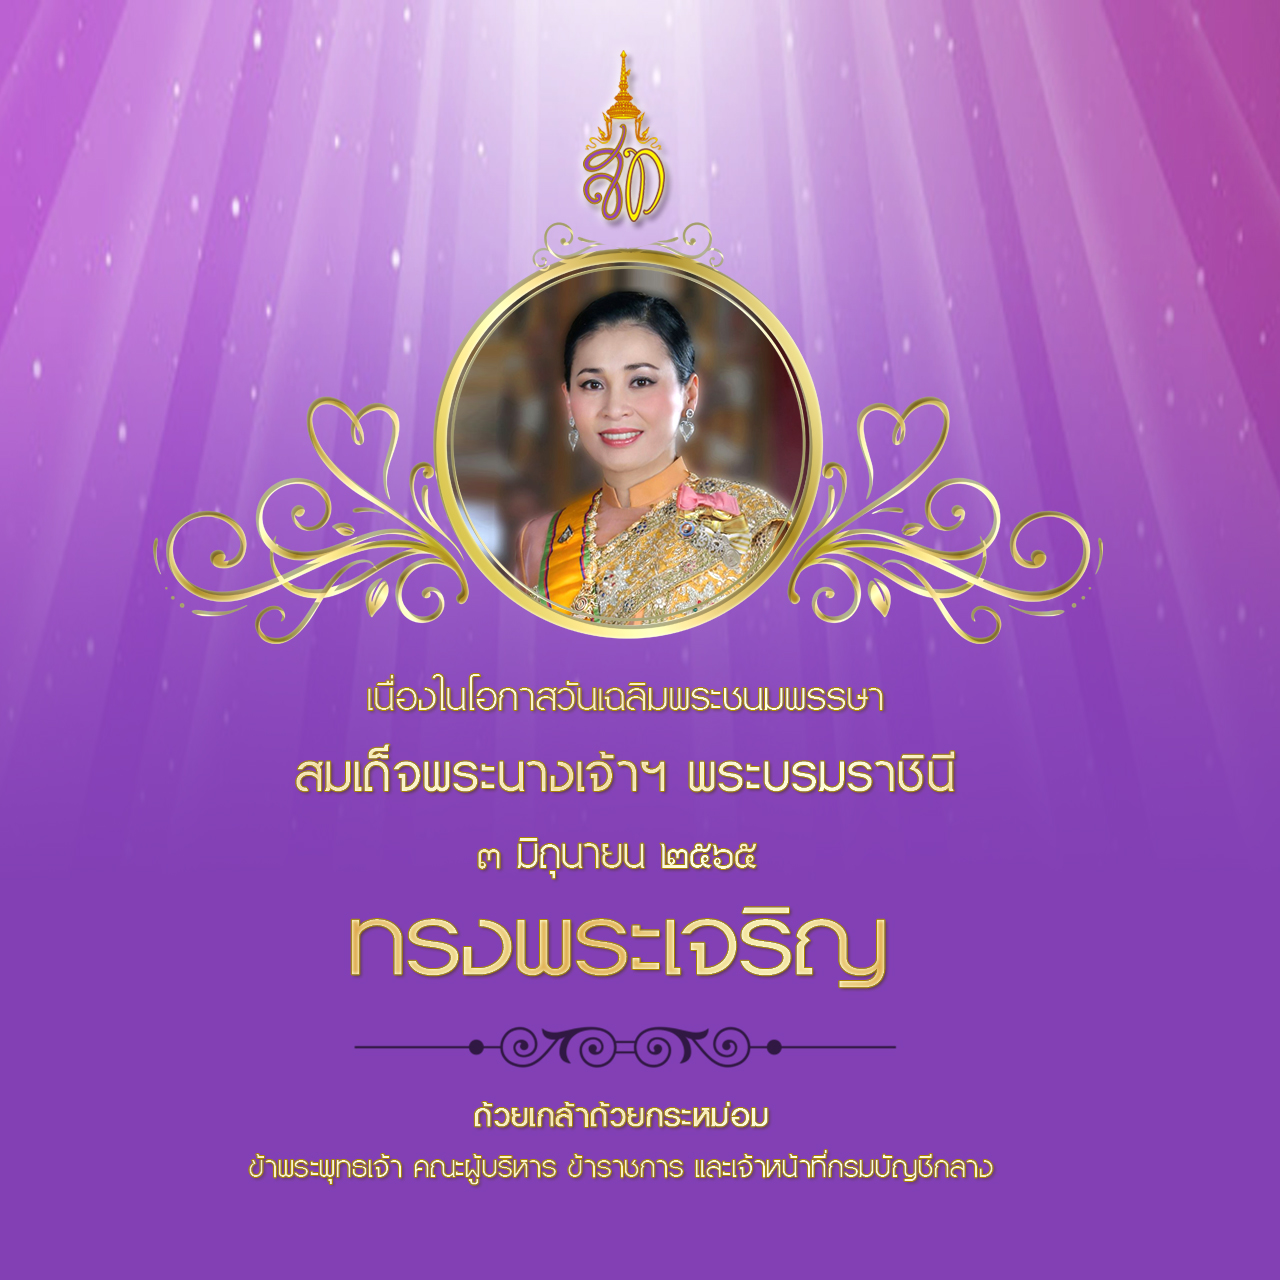 สท
เนื่องในโอกาสวันเฉลิมพระชนมพรรษา
สมเด็จพระนางเจ้าฯ พระบรมราชินี
๓ มิถุนายน ๒๕๖๕
ทรงพระเจริญ
ด้วยเกล้าด้วยกระหม่อม
ข้าพระพุทธเจ้า คณะผู้บริหาร ข้าราชการ และเจ้าหน้าที่กรมบัญชีกลาง